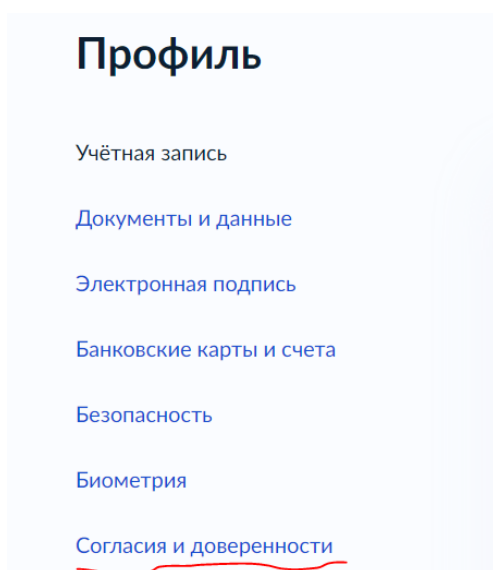 Профиль
Учётная запись
Документы и данные
Электронная подпись
Банковские карты и счета
Безопасность
Биометрия
Согласия и доверенности